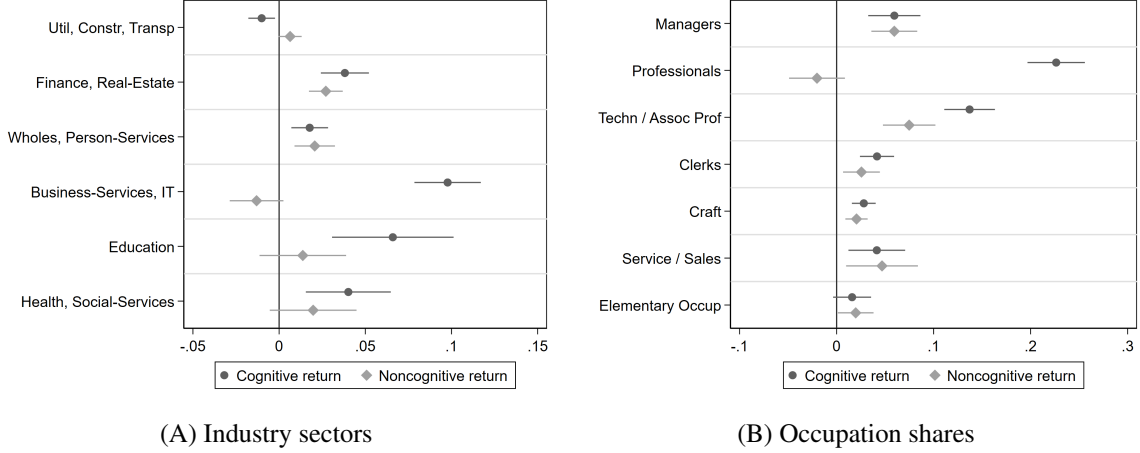 Util, Constr, Transp
Finance, Real-Estate
Wholes, Person-Services
Business-Services, IT
Education
Health, Social-Services
-.05 0 .05 .1 .15
Cognitive return Noncognitive return
(A) Industry sectors
Managers
Professionals
Techn / Assoc Prof
Clerks
Craft
Service / Sales
Elementary Occup
-.1 0 .1 .2 .3
Cognitive return Noncognitive return
(B) Occupation shares